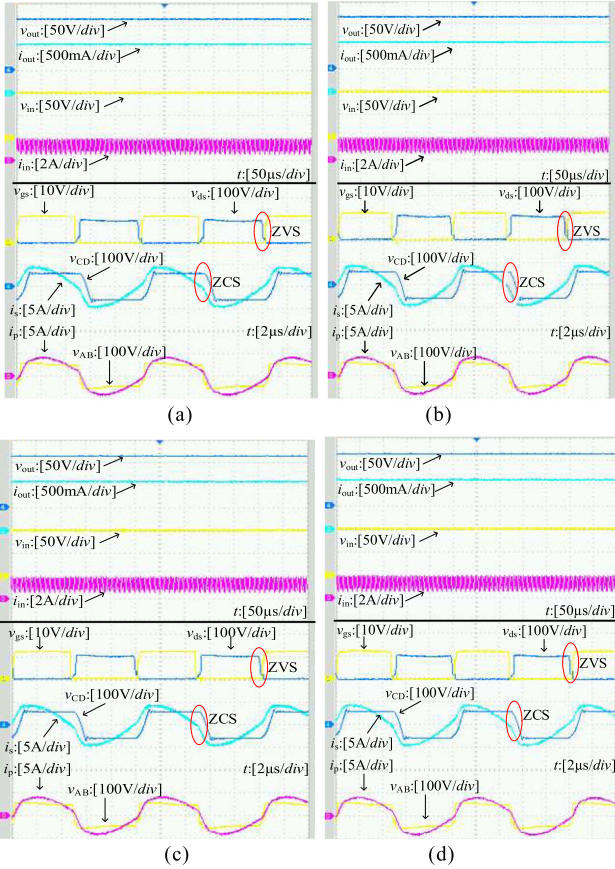 vout:[50V/div]
iout:[500mA/div]
vin:[50V/div]
iin:[2A/div]
t:[50μs/div]
vgs:[10V/div]
vds:[100V/div]
ZVS
vCD:[100V/div]
ZCS
is:[5A/div]
ip:[5A/div]
t:[2μs/div]
vAB:[100V/div]
(a)
vout:[50V/div]
iout:[500mA/div]
vin:[50V/div]
iin:[2A/div]
t:[50μs/div]
vgs:[10V/div]
vds:[100V/div]
ZVS
vCD:[100V/div]
ZCS
is:[5A/div]
ip:[5A/div]
t:[2μs/div]
vAB:[100V/div]
(b)
vout:[50V/div]
iout:[500mA/div]
vin:[50V/div]
iin:[2A/div]
t:[50μs/div]
vgs:[10V/div]
vds:[100V/div]
ZVS
vCD:[100V/div]
ZCS
is:[5A/div]
ip:[5A/div]
t:[2μs/div]
vAB:[100V/div]
(c)
vout:[50V/div]
iout:[500mA/div]
vin:[50V/div]
iin:[2A/div]
t:[50μs/div]
vgs:[10V/div]
vds:[100V/div]
ZVS
vCD:[100V/div]
ZCS
is:[5A/div]
ip:[5A/div]
t:[2μs/div]
vAB:[100V/div]
(d)